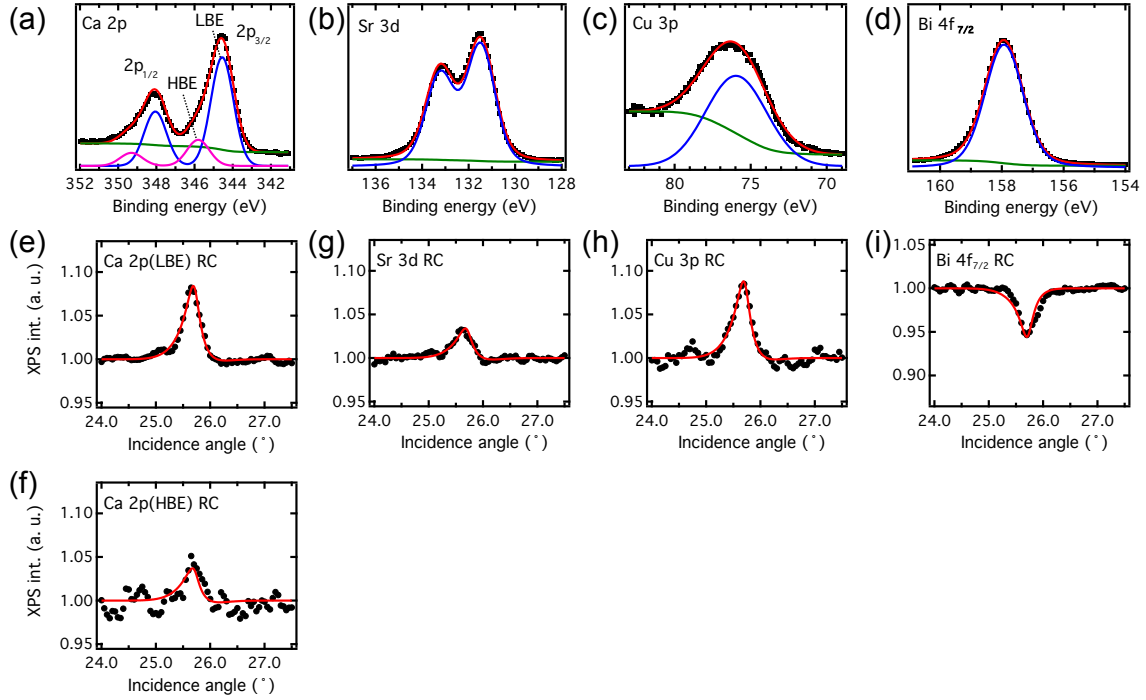 (a)
Ca 2p
LBE
2p3/2
2p1/2
HBE
352 350 348 346 344 342
Binding energy (eV)
(b)
Sr 3d
136 134 132 130 128
Binding energy (eV)
(c)
Cu 3p
80 75 70
Binding energy (eV)
(d)
Bi 4f7/2
160 158 156 154
Binding energy (eV)
(e)
Ca 2p(LBE) RC
XPS int. (a. u.)
1.10
1.05
1.00
0.95
24.0 25.0 26.0 27.0
Incidence angle (˚)
(g)
Sr 3d RC
1.10
1.05
1.00
0.95
24.0 25.0 26.0 27.0
Incidence angle (˚)
(h)
Cu 3p RC
1.10
1.05
1.00
0.95
24.0 25.0 26.0 27.0
Incidence angle (˚)
(i)
Bi 4f7/2 RC
1.05
1.00
0.95
0.90
24.0 25.0 26.0 27.0
Incidence angle (˚)
(f)
Ca 2p(HBE) RC
XPS int. (a. u.)
1.10
1.05
1.00
0.95
24.0 25.0 26.0 27.0
Incidence angle (˚)